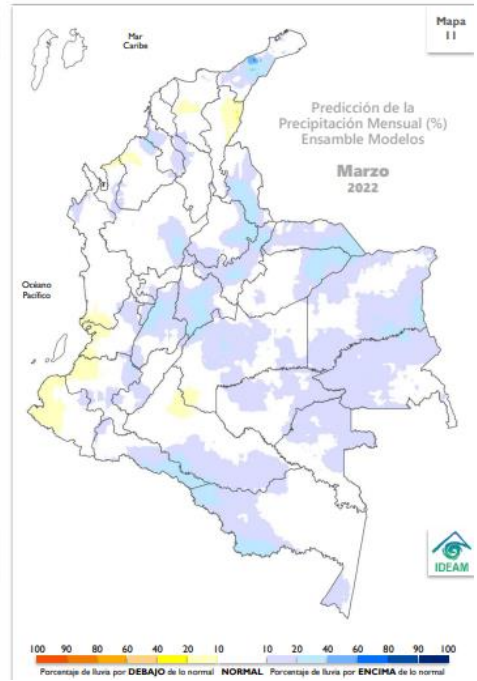 Mapa
11
Mar
Caribe
Predicción de la
Precipitación Mensual (%)
Ensamble Modelos
Marzo
2022
Océano
Pacífico
IDEAM
100 90 80 60 40 20 10 10 20 40 60 80 90 100
Porcentaje de lluvia por DEBAJO de lo normal NORMAL Porcentaje de lluvia por ENCIMA de lo normal